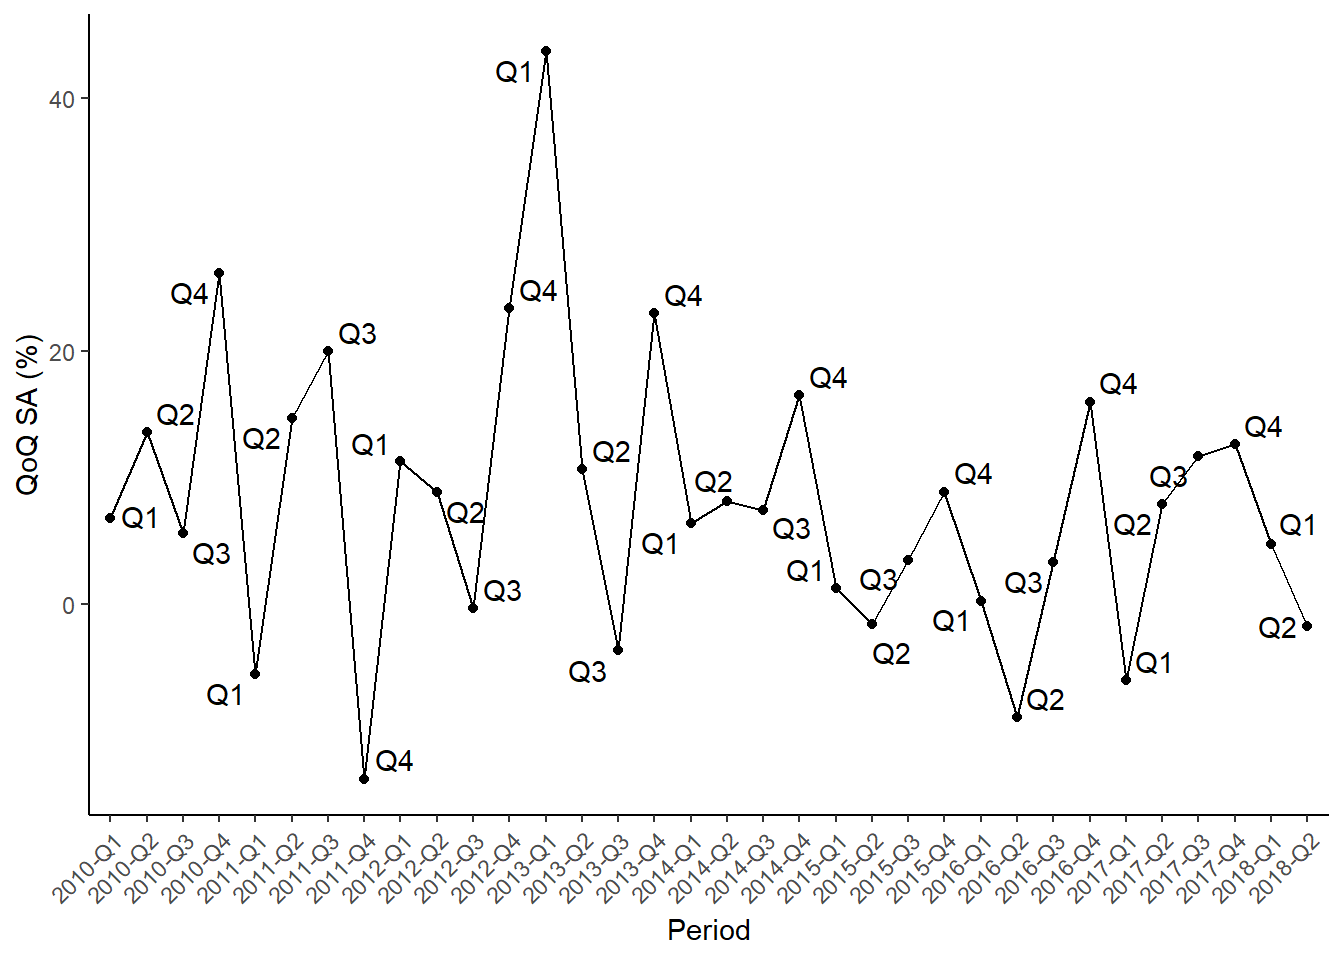 Q1
40
Q4
Q4
Q4
Q3
20
Q4
Q4
Q2
Q4
Q2
Q1
Q2
Q4
Q3
Q2
Q2
Q1
Q2
Q3
Q2
Q1
Q3
Q1
Q1
Q3
Q3
Q3
0
Q1
Q2
Q2
Q1
Q3
Q1
Q2
Q4
QoQ SA (%)
2010-Q1
2010-Q2
2010-Q3
2010-Q4
2011-Q1
2011-Q2
2011-Q3
2011-Q4
2012-Q1
2012-Q2
2012-Q3
2012-Q4
2013-Q1
2013-Q2
2013-Q3
2013-Q4
2014-Q1
2014-Q2
2014-Q3
2014-Q4
2015-Q1
2015-Q2
2015-Q3
2015-Q4
2016-Q1
2016-Q2
2016-Q3
2016-Q4
2017-Q1
2017-Q2
2017-Q3
2017-Q4
2018-Q1
2018-Q2
Period